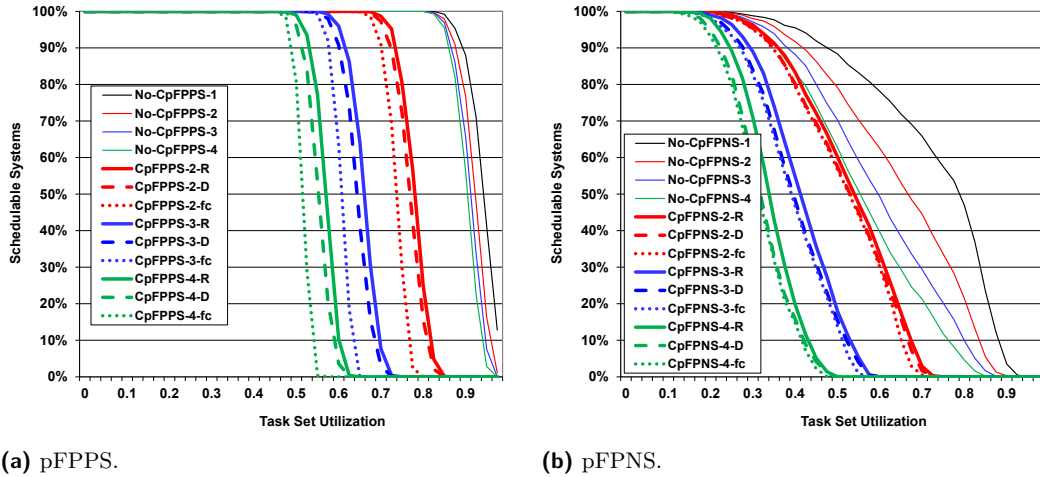 100%
90%
80%
70%
60%
50%
40%
30%
20%
10%
0%
Schedulable Systems
No-CpFPPS-1
No-CpFPPS-2
No-CpFPPS-3
No-CpFPPS-4
CpFPPS-2-R
CpFPPS-2-D
CpFPPS-2-fc
CpFPPS-3-R
CpFPPS-3-D
CpFPPS-3-fc
CpFPPS-4-R
CpFPPS-4-D
CpFPPS-4-fc
0 0.1 0.2 0.3 0.4 0.5 0.6 0.7 0.8 0.9
Task Set Utilization
(a) pFPPS.
100%
90%
80%
70%
60%
50%
40%
30%
20%
10%
0%
Schedulable Systems
No-CpFPNS-1
No-CpFPNS-2
No-CpFPNS-3
No-CpFPNS-4
CpFPNS-2-R
CpFPNS-2-D
CpFPNS-2-fc
CpFPNS-3-R
CpFPNS-3-D
CpFPNS-3-fc
CpFPNS-4-R
CpFPNS-4-D
CpFPNS-4-fc
0 0.1 0.2 0.3 0.4 0.5 0.6 0.7 0.8 0.9
Task Set Utilization
(b) pFPNS.